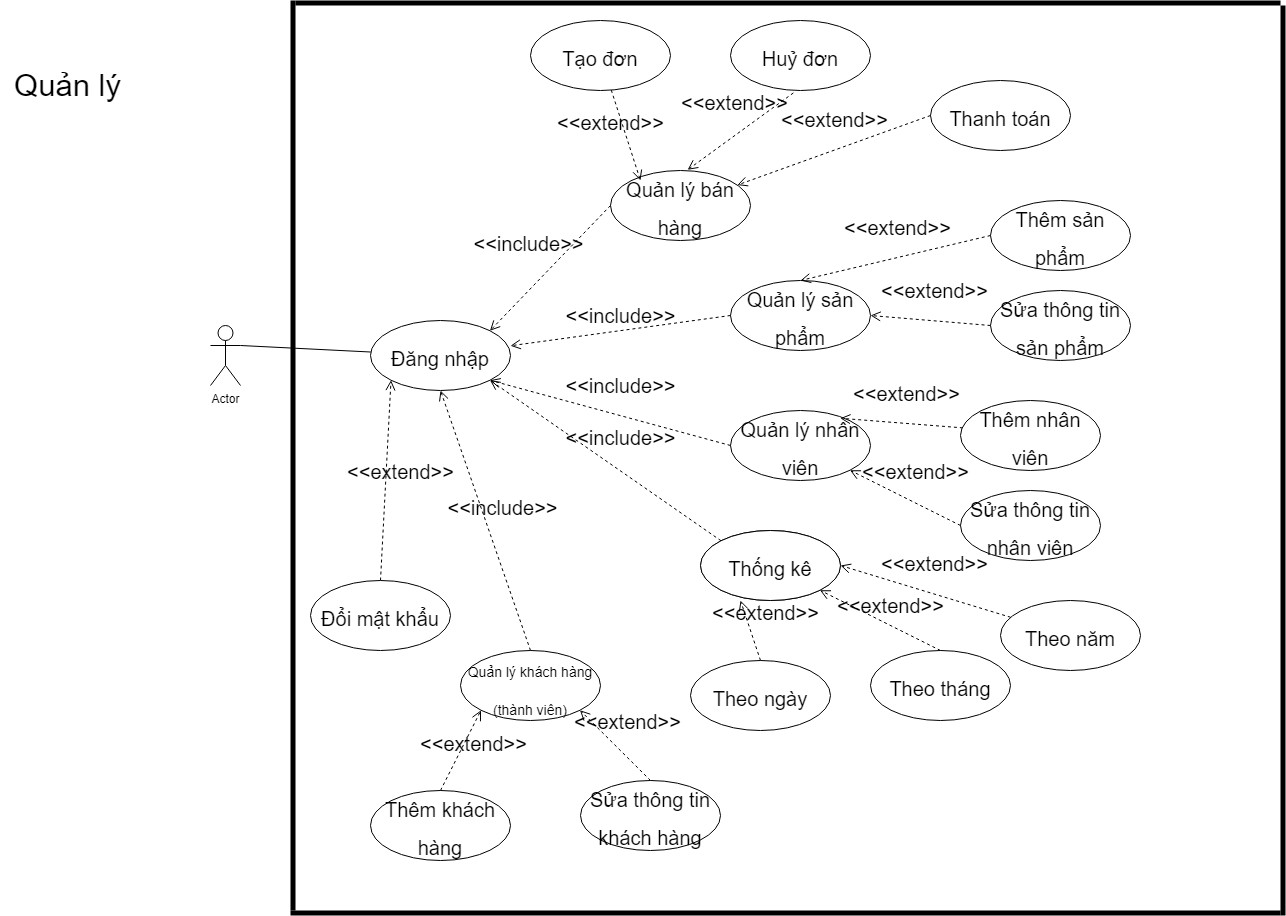 Quản lý
Tạo đơn
Huỷ đơn
<<extend>>
<<extend>>
<<extend>>
Thanh toán
Quản lý bán
hàng
Thêm sản
phẩm
<<extend>>
<<include>>
<<extend>>
Quản lý sản
phẩm
Sửa thông tin
sản phẩm
<<include>>
Đăng nhập
Actor
<<include>>
<<extend>>
Quản lý nhân
viên
Thêm nhân
viên
<<include>>
<<extend>>
<<extend>>
<<include>>
Sửa thông tin
nhân viên
Thống kê
<<extend>>
<<extend>>
<<extend>>
Đổi mật khẩu
Theo năm
Quản lý khách hàng
(thành viên)
Theo ngày
Theo tháng
<<extend>>
<<extend>>
Thêm khách
hàng
Sửa thông tin
khách hàng